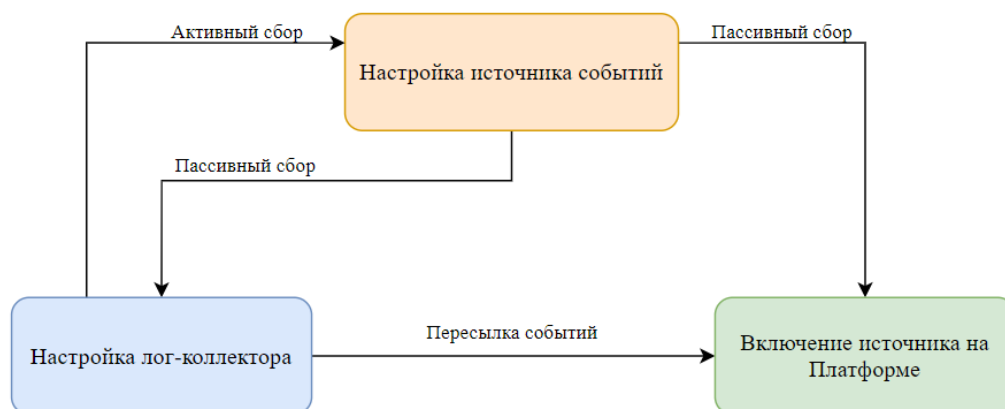 Активный сбор
Пассивный сбор
Настройка источника событий
Пассивный сбор
Пересылка событий
Настройка лог-коллектора
Включение источника на
Платформе